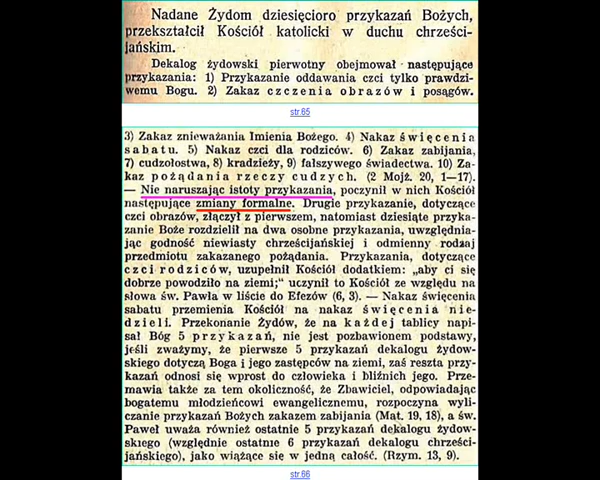 Nadane Żydom dziesięcioro przykazań Bożych,
przekształcił Kościół katolicki w duchu chrześci-
jańskim.
Dekalog żydowski pierwotny obejmował następujące
przykazania: 1) Przykazanie oddawania czci tylko prawdzi-
wemu Bogu. 2) Zakaz czczenia obrazów i posągów.
str.65
3) Zakaz znieważania Imienia Bożego. 4) Nakaz święcenia
sabatu. 5) Nakaz czci dla rodziców. 6) Zakaz zabijania,
7) cudzołostwa, 8) kradzieży, 9) fałszywego świadectwa. 10) Za-
kaz pożądania rzeczy cudzych. (2 Mojż. 20, 1—17).
— Nie naruszając istoty przykazania, poczynił w nich Kościół
następujące zmiany formalne. Drugie przykazanie, dotyczące
czci obrazów, złączył z pierwszem, natomiast dziesiąte przyka-
zanie Boże rozdzielił na dwa osobne przykazania, uwzględnia-
jąc godność niewiasty chrześcijańskiej i odmienny rodzaj
przedmiotu zakazanego pożądania. Przykazania, dotyczące
czci rodziców, uzupełnił Kościół dodatkiem: „aby ci się
dobrze powodziło na ziemi;" uczynił to Kościół ze względu na
słowa św. Pawła w liście do Efezów (6, 3). — Nakaz święcenia
sabatu przemienia Kościół na nakaz święcenia nie-
dzieli. Przekonanie Żydów, że na każdej tablicy napi-
sał Bóg 5 przykazań, nie jest pozbawionem podstawy,
jeśli zważymy, że pierwsze 5 przykazań dekalogu żydow-
skiego dotyczą Boga i jego zastępców na ziemi, zaś reszta przy-
kazań odnosi się wprost do człowieka i bliźnich jego. Prze-
mawia także za tem okoliczność, że Zbawiciel, odpowiadając
bogatemu młodzieńcowi ewangelicznemu, rozpoczyna wyli-
czanie przykazań Bożych zakazem zabijania (Mat. 19, 18), a św.
Paweł uważa również ostatnie 5 przykazań dekalogu żydow-
skiego (względnie ostatnie 6 przykazań dekalogu chrześci-
jańskiego), jako wiążące się w jedną całość. (Rzym. 13, 9).
str.66